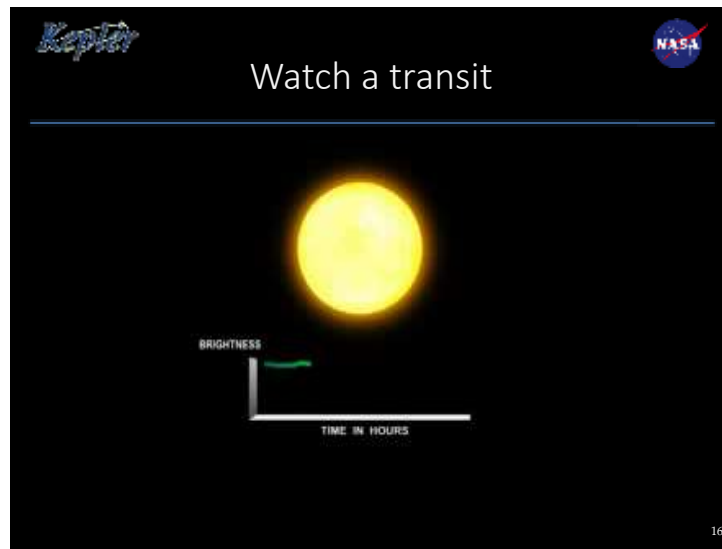 Kepler
NASA
Watch a transit
BRIGHTNESS
TIME IN HOURS
16